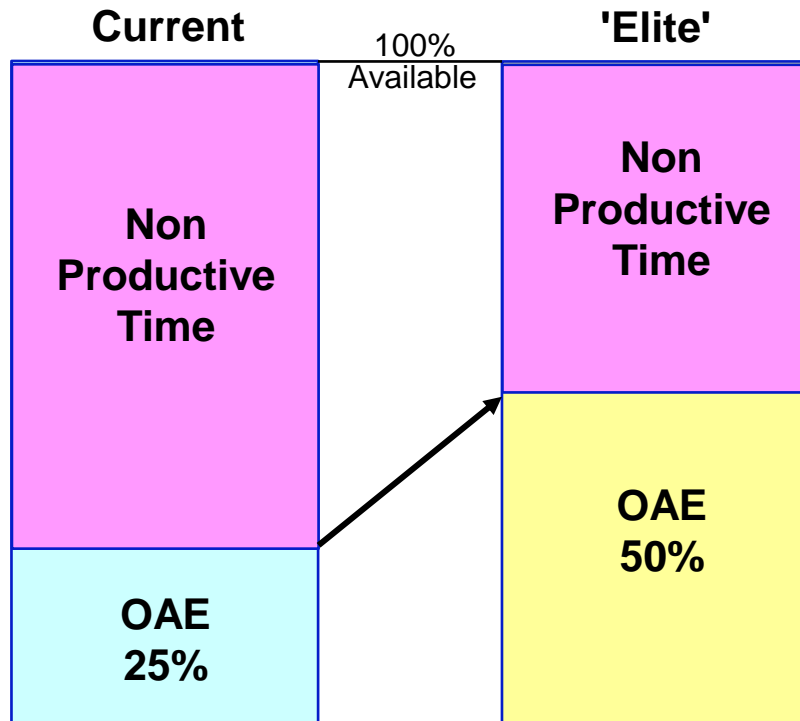 Current
100%
Available
'Elite'
Non
Productive
Time
Non
Productive
Time
OAE
25%
OAE
50%